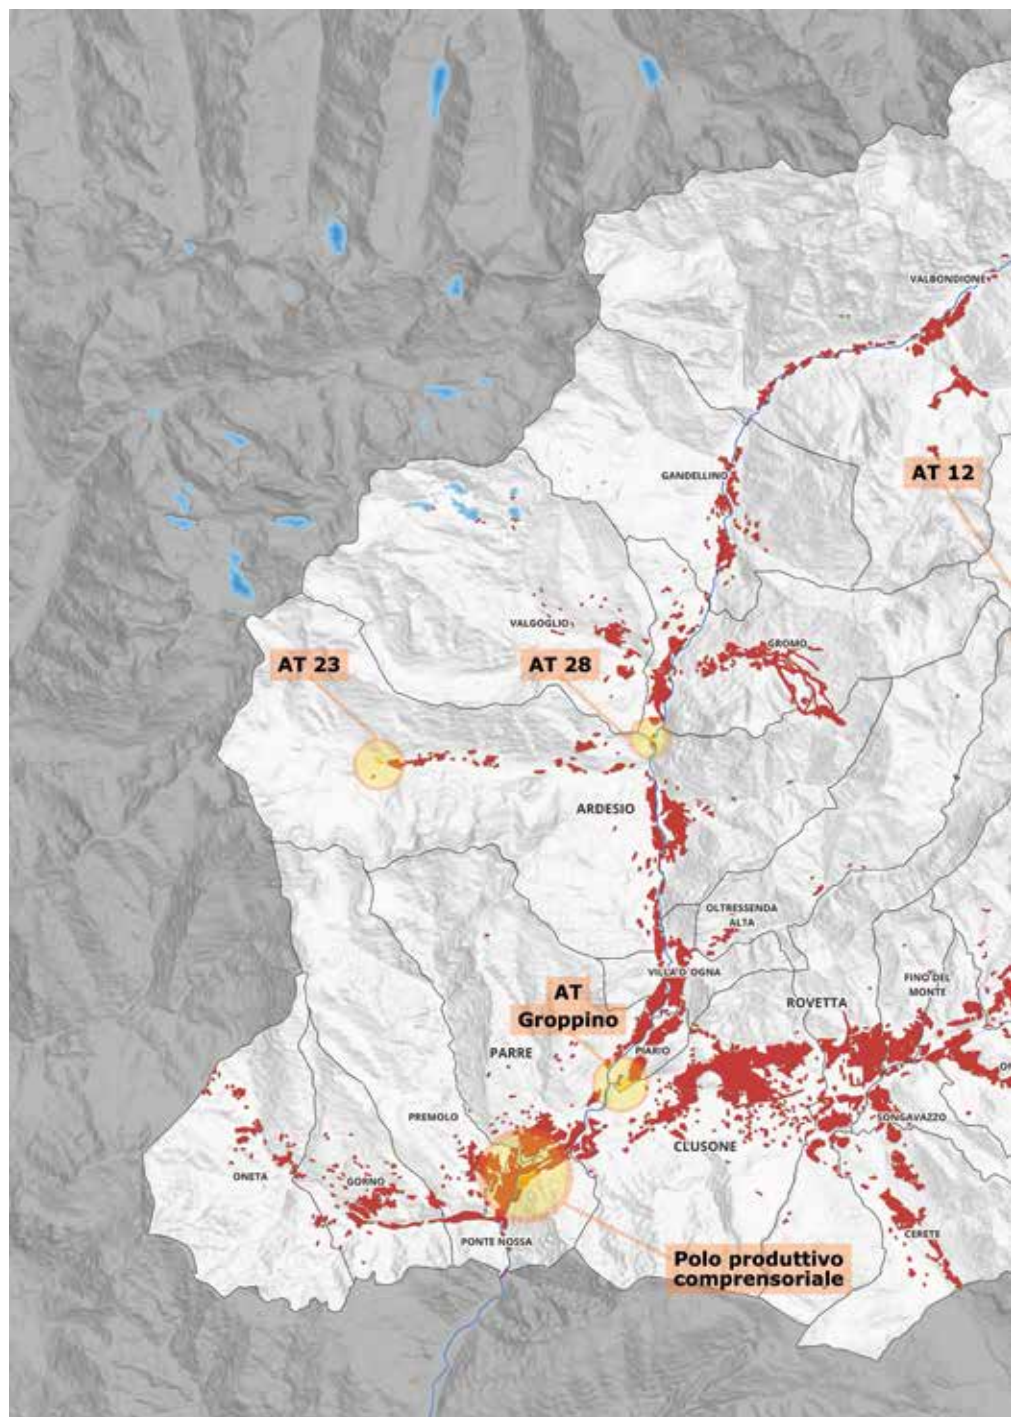 VALBONDIONE
GANDELLINO
AT 12
VALGOGLIO
GROMO
AT 23
AT 28
ARDESIO
OLTRESSENDA
ALTA
VILLA D'OGNA
FINO DEL
MONTE
AT
Groppino
ROVETTA
PARRE
PIARIO
ON
PREMOLO
SONGAVAZZO
CLUSONE
ONETA
GORNO
CERETE
PONTE NOSSA
Polo produttivo
comprensoriale